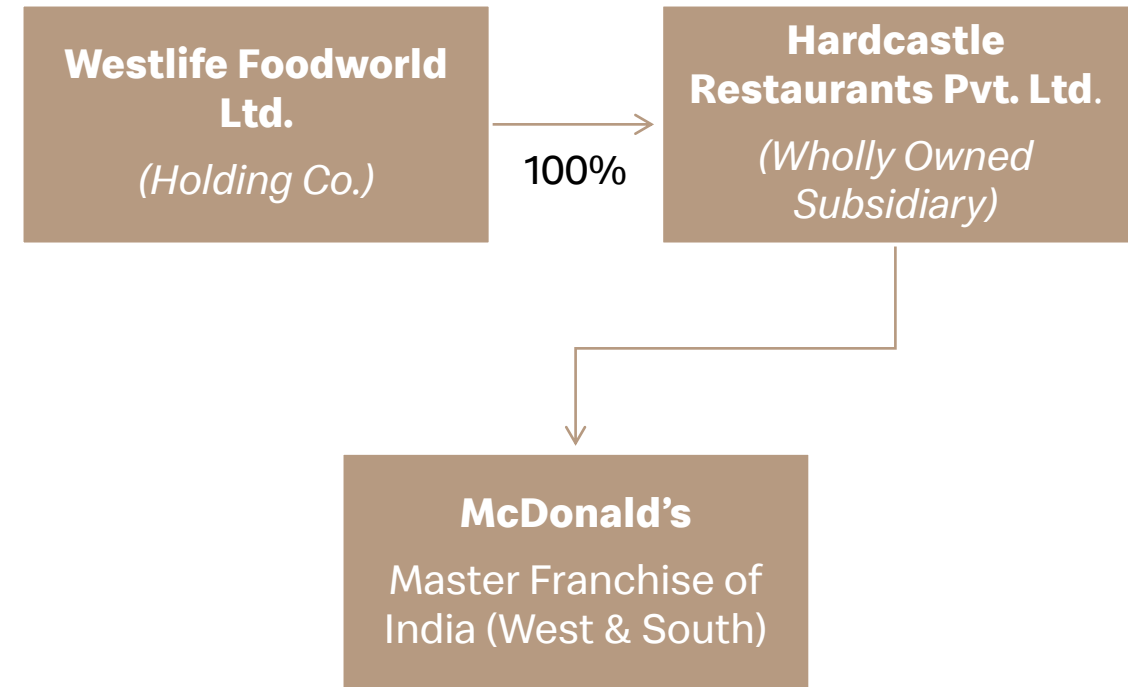 Westlife Foodworld
Ltd.
(Holding Co.)
100%
Hardcastle
Restaurants Pvt. Ltd.
(Wholly Owned
Subsidiary)
McDonald’s
Master Franchise of
India (West & South)